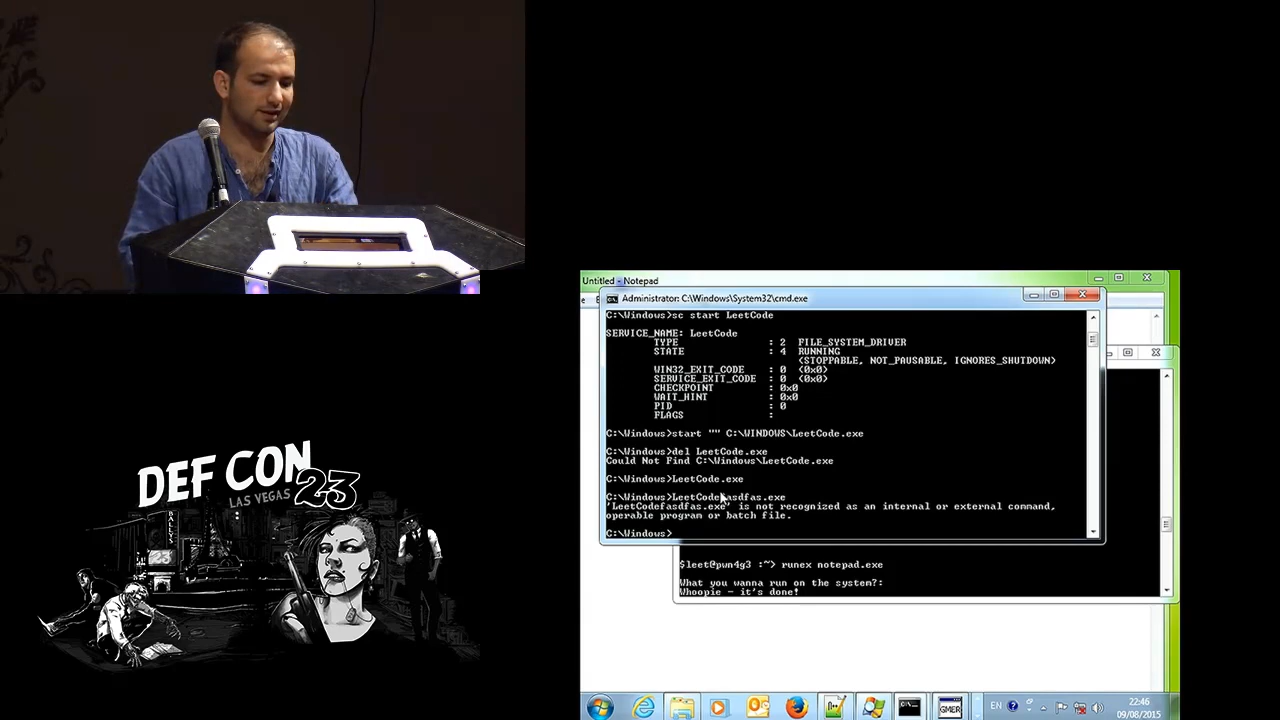 Untitled - Notepad
Administrator: C:\Windows\System32\cmd.exe
C:\Windows>sc start LeetCode
SERVICE_NAME: LeetCode
TYPE : 2 FILE_SYSTEM_DRIVER
STATE : 4 RUNNING
(STOPPABLE, NOT_PAUSABLE, IGNORES_SHUTDOWN)
WIN32_EXIT_CODE : 0 (0x0)
SERVICE_EXIT_CODE : 0 (0x0)
CHECKPOINT : 0x0
WAIT_HINT : 0x0
PID : 0
FLAGS :
C:\Windows>start "" C:\WINDOWS\LeetCode.exe
C:\Windows>del LeetCode.exe
Could Not Find C:\Windows\LeetCode.exe
C:\Windows>LeetCode.exe
C:\Windows>LeetCodefasdfas.exe
'LeetCodefasdfas.exe' is not recognized as an internal or external command,
operable program or batch file.
C:\Windows>
$leet@pwn4g3 :~> runex notepad.exe
What you wanna run on the system?:
Whoopie - it's done!
DEF CON
LAS VEGAS 23
BALLY'S
GMER
EN
22:46
09/08/2015